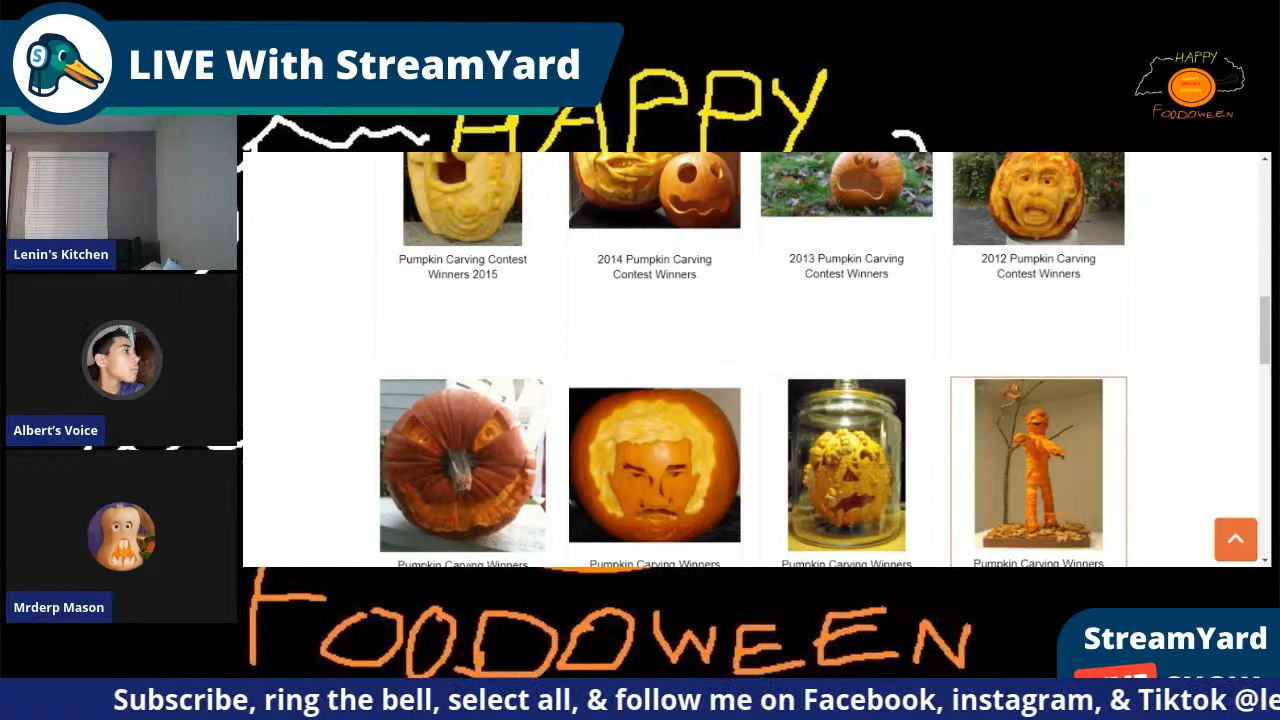 LIVE With StreamYard
HAPPY
HAPPY
FOODOWEEN
Lenin's Kitchen
Albert's Voice
Mrderp Mason
Pumpkin Carving Contest
Winners 2015
2014 Pumpkin Carving
Contest Winners
2013 Pumpkin Carving
Contest Winners
2012 Pumpkin Carving
Contest Winners
Pumpkin Carving Winners
Pumpkin Carving Winners
Pumpkin Carving Winners
Pumpkin Carving Winners
FOODOWEEN
StreamYard
Subscribe, ring the bell, select all, & follow me on Facebook, instagram, & Tiktok @le